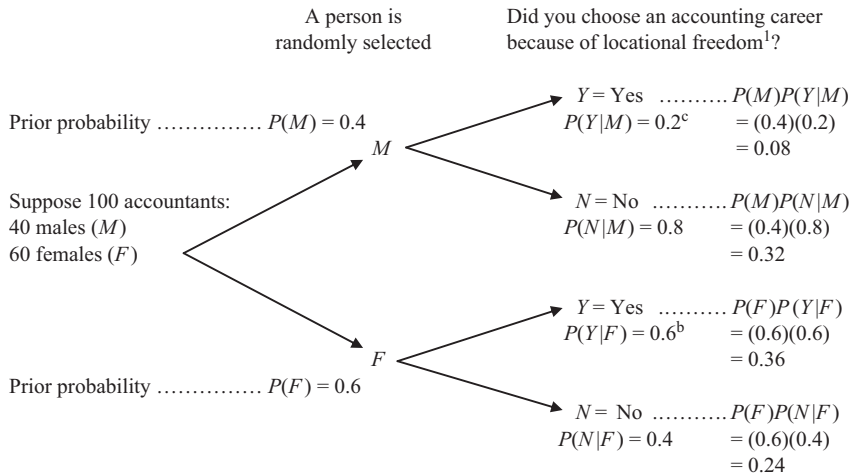 A person is
randomly selected
Did you choose an accounting career
because of locational freedom¹?
Prior probability ............... P(M) = 0.4
M
Y = Yes .......... P(M)P(Y|M)
P(Y|M) = 0.2ᶜ = (0.4)(0.2)
= 0.08
Suppose 100 accountants:
40 males (M)
60 females (F)
N = No ........... P(M)P(N|M)
P(N|M) = 0.8 = (0.4)(0.8)
= 0.32
Y = Yes .......... P(F)P(Y|F)
P(Y|F) = 0.6ᵇ = (0.6)(0.6)
= 0.36
F
Prior probability ............... P(F) = 0.6
N = No ........... P(F)P(N|F)
P(N|F) = 0.4 = (0.6)(0.4)
= 0.24